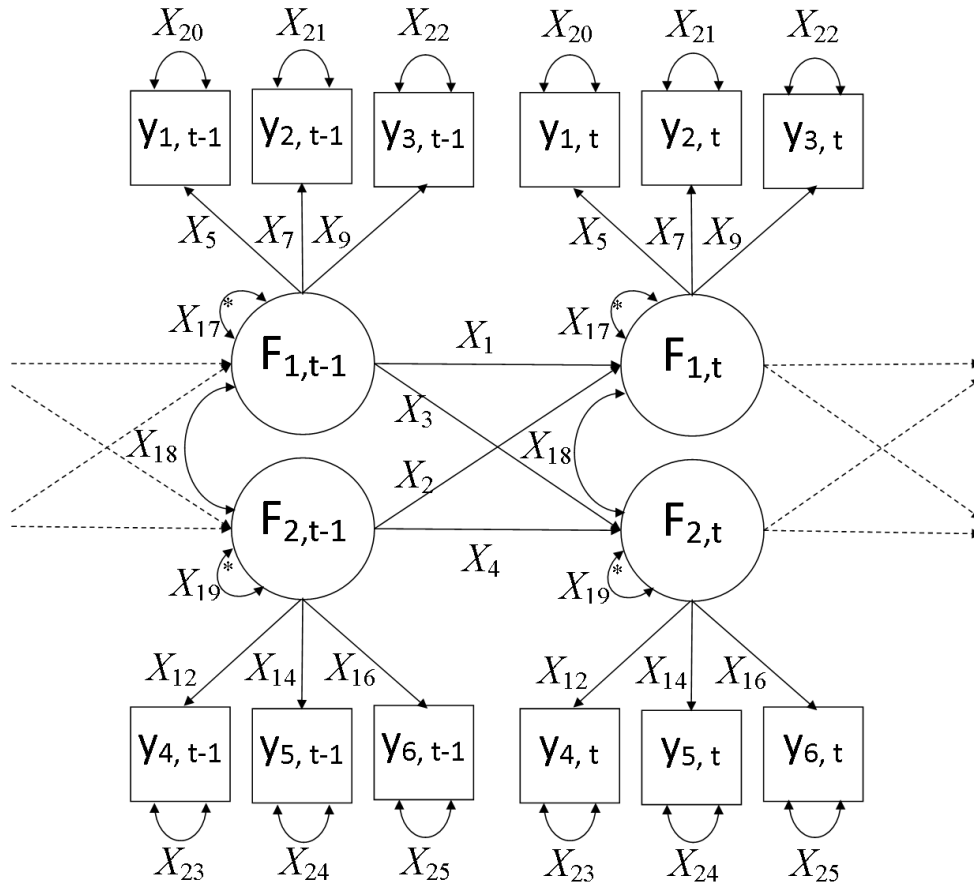 X20 X21 X22 X20 X21 X22
y1, t-1 y2, t-1 y3, t-1 y1, t y2, t y3, t
X5 X7 X9 X5 X7 X9
* *
X17 X17
F1,t-1 X1 F1,t
X3
X18 X18
X2
F2,t-1 F2,t
X4
* *
X19 X19
X12 X14 X16 X12 X14 X16
y4, t-1 y5, t-1 y6, t-1 y4, t y5, t y6, t
X23 X24 X25 X23 X24 X25